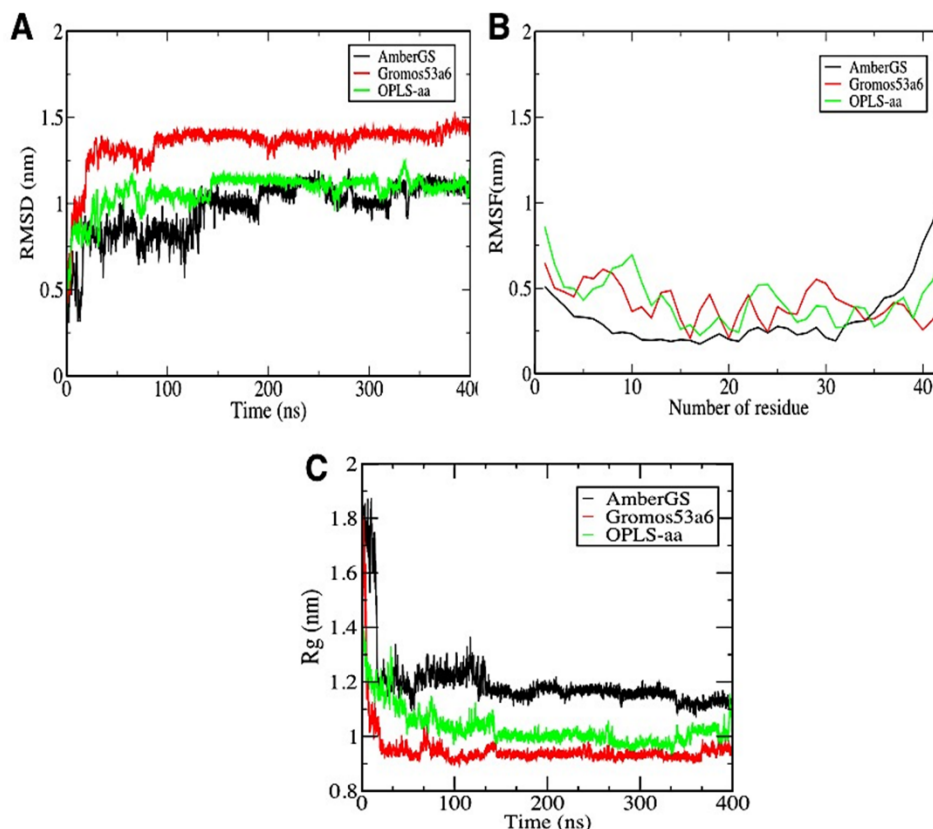 A
2
1.5
1
0.5
0
RMSD (nm)
AmberGS
Gromos53a6
OPLS-aa
0 100 200 300 400
Time (ns)
B
2
1.5
1
0.5
0
RMSF(nm)
AmberGS
Gromos53a6
OPLS-aa
0 10 20 30 40
Number of residue
C
2
1.8
1.6
1.4
1.2
1
0.8
Rg (nm)
AmberGS
Gromos53a6
OPLS-aa
0 100 200 300 400
Time (ns)